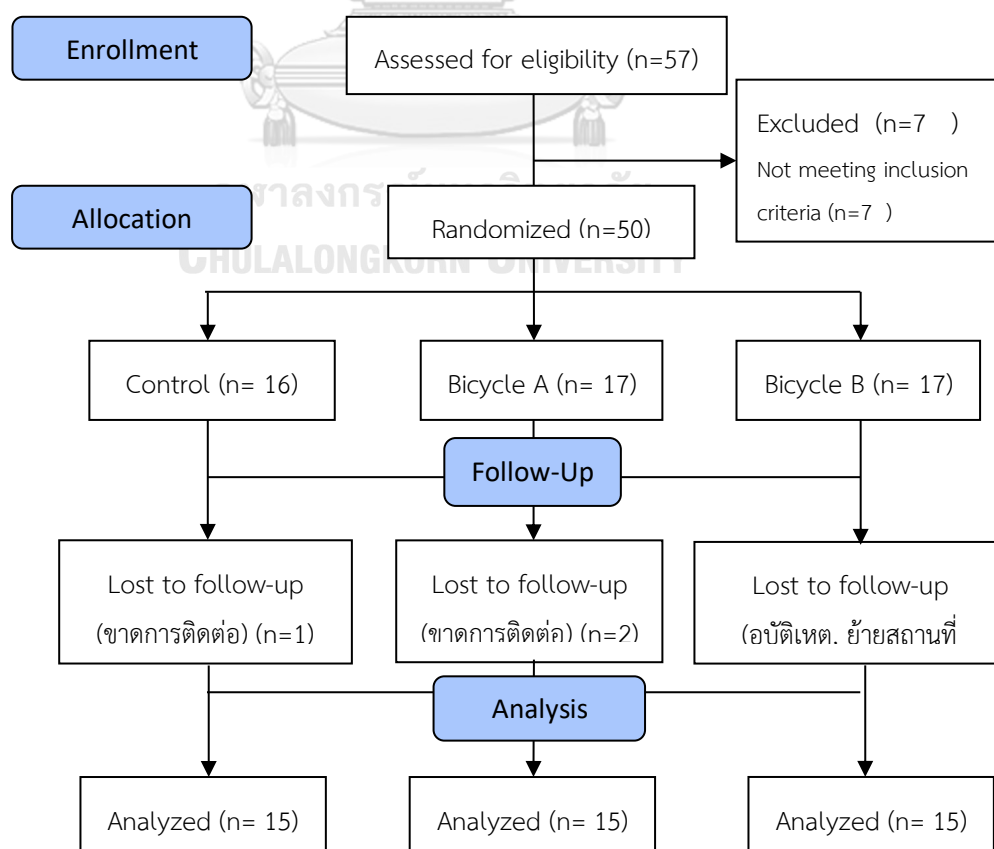 Enrollment
Assessed for eligibility (n=57)
Excluded (n=7 )
Not meeting inclusion
criteria (n=7 )
Allocation
Randomized (n=50)
CHULALONGKORN UNIVERSITY
Control (n= 16)
Bicycle A (n= 17)
Bicycle B (n= 17)
Follow-Up
Lost to follow-up
(ขาดการติดต่อ) (n=1)
Lost to follow-up
(ขาดการติดต่อ) (n=2)
Lost to follow-up
(อุบัติเหตุ, ย้ายสถานที่
Analysis
Analyzed (n= 15)
Analyzed (n= 15)
Analyzed (n= 15)